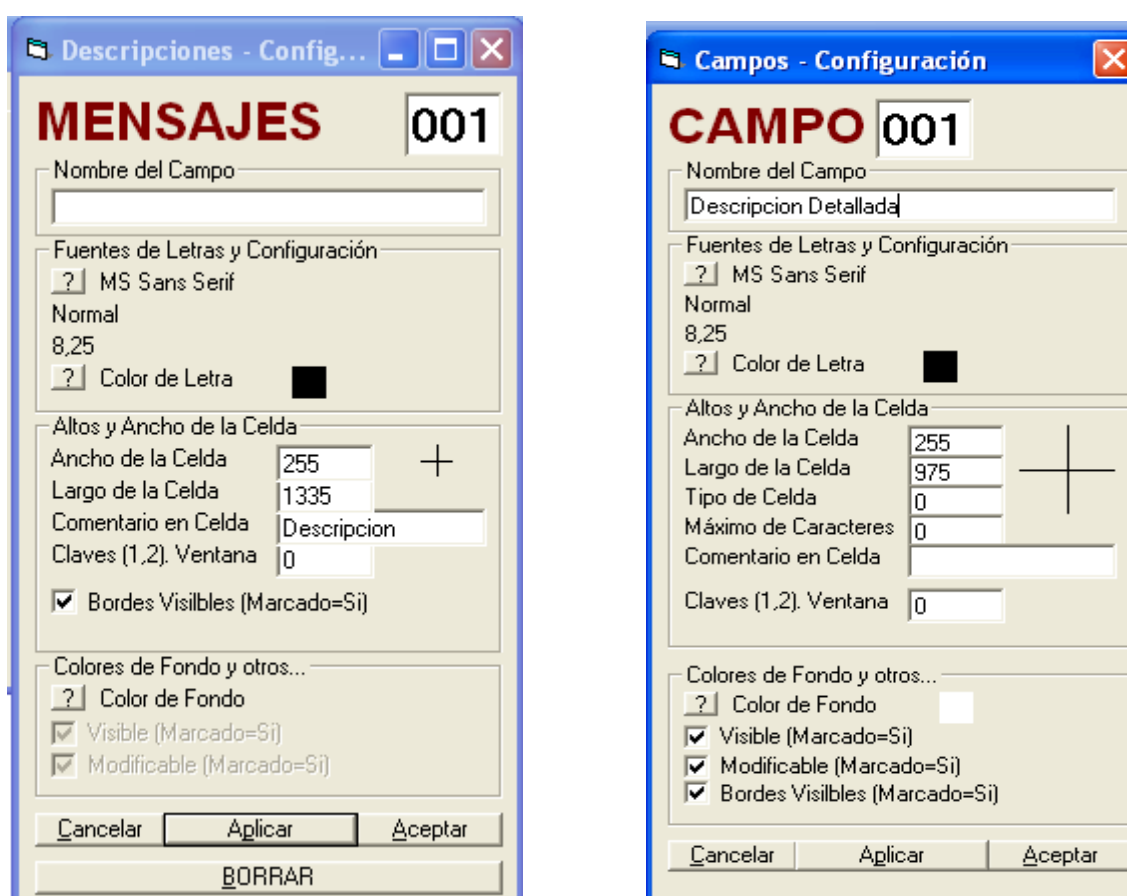 Descripciones - Config...
MENSAJES 001
Nombre del Campo
Fuentes de Letras y Configuración
? MS Sans Serif
Normal
8,25
? Color de Letra
Altos y Ancho de la Celda
Ancho de la Celda 255
Largo de la Celda 1335
Comentario en Celda Descripcion
Claves (1,2). Ventana 0
Bordes Visilbles (Marcado=Si)
Colores de Fondo y otros...
? Color de Fondo
Visible (Marcado=Si)
Modificable (Marcado=Si)
Cancelar Aplicar Aceptar
BORRAR
Campos - Configuración
CAMPO 001
Nombre del Campo
Descripcion Detallada
Fuentes de Letras y Configuración
? MS Sans Serif
Normal
8,25
? Color de Letra
Altos y Ancho de la Celda
Ancho de la Celda 255
Largo de la Celda 975
Tipo de Celda 0
Máximo de Caracteres 0
Comentario en Celda
Claves (1,2). Ventana 0
Colores de Fondo y otros...
? Color de Fondo
Visible (Marcado=Si)
Modificable (Marcado=Si)
Bordes Visilbles (Marcado=Si)
Cancelar Aplicar Aceptar